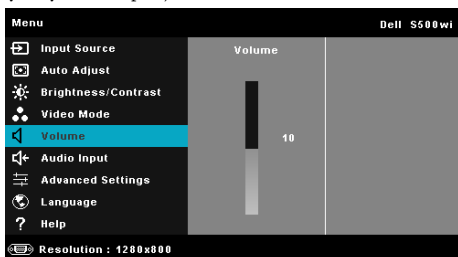 Menu Dell S500wi
Input Source
Volume
Auto Adjust
Brightness/Contrast
Video Mode
Volume
10
Audio Input
Advanced Settings
Language
? Help
Resolution : 1280x800